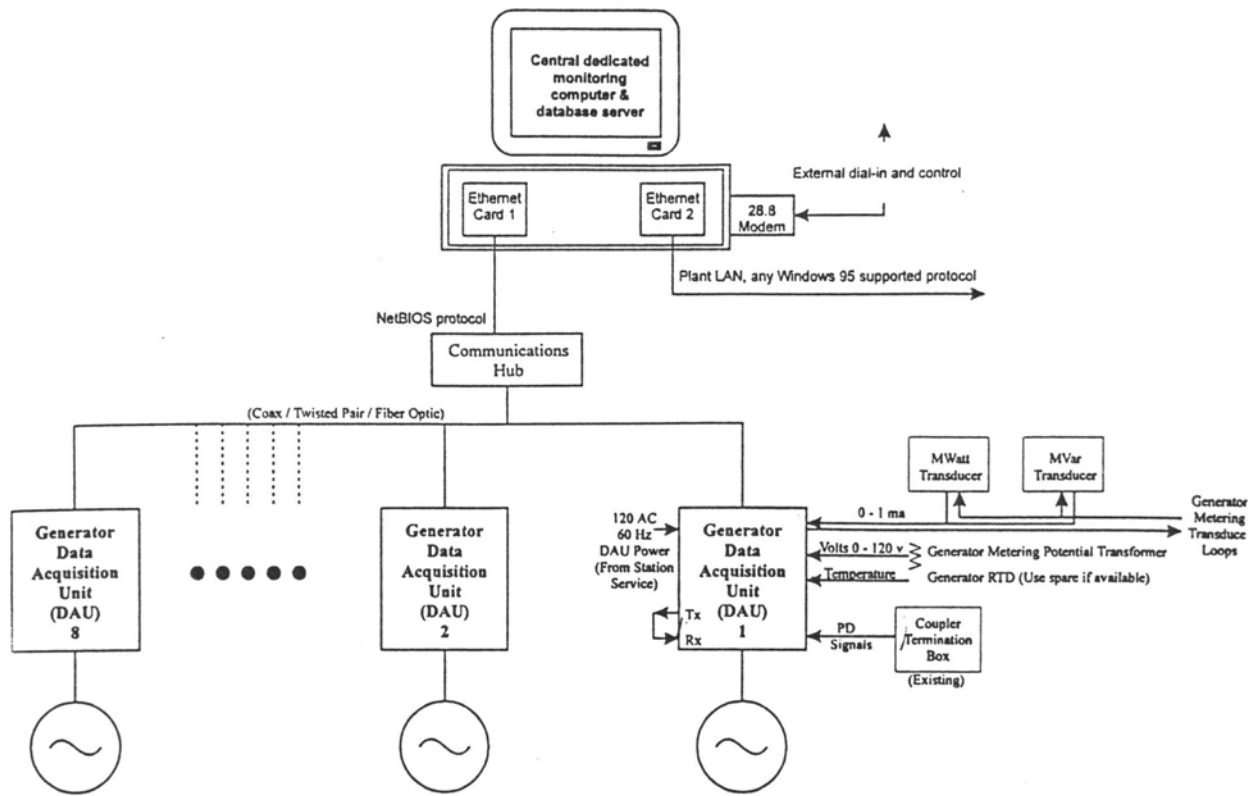 Central dedicated
monitoring
computer &
database server
Ethernet
Card 1
Ethernet
Card 2
28.8
Modem
External dial-in and control
Plant LAN, any Windows 95 supported protocol
NetBIOS protocol
Communications
Hub
(Coax / Twisted Pair / Fiber Optic)
Generator
Data
Acquisition
Unit
(DAU)
8
Generator
Data
Acquisition
Unit
(DAU)
2
120 AC
60 Hz
DAU Power
(From Station
Service)
Generator
Data
Acquisition
Unit
(DAU)
1
Tx
Rx
MWatt
Transducer
MVar
Transducer
0 - 1 ma
Generator
Metering
Transduce
Loops
Volts 0 - 120 v
Generator Metering Potential Transformer
Temperature
Generator RTD (Use spare if available)
PD
Signals
Coupler
Termination
Box
(Existing)